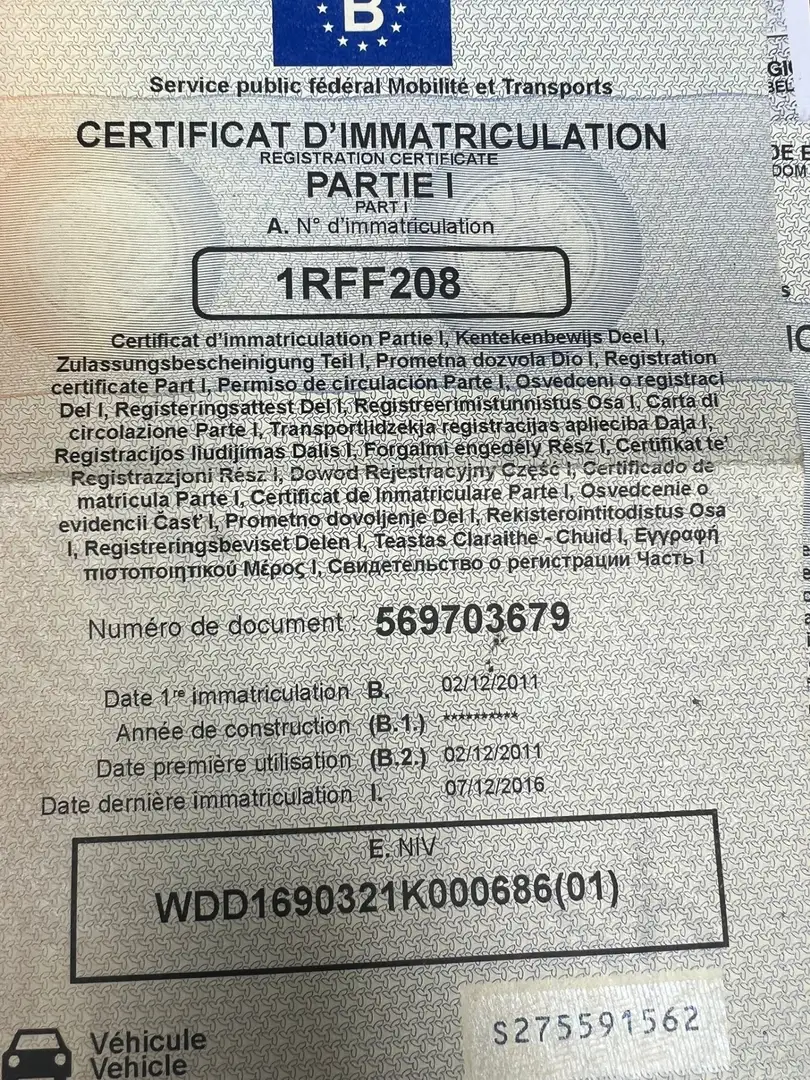 B
Service public fédéral Mobilité et Transports
CERTIFICAT D'IMMATRICULATION
REGISTRATION CERTIFICATE
PARTIE I
PART I
A. N° d'immatriculation
1RFF208
Certificat d'immatriculation Partie I, Kentekenbewijs Deel I,
Zulassungsbescheinigung Teil I, Prometna dozvola Dio I, Registration
certificate Part I, Permiso de circulación Parte I, Osvedceni o registraci
Del I, Registeringsattest Del I, Registreerimistunnistus Osa I, Carta di
circolazione Parte I, Transportlidzekja registracijas aplieciba Daļa I,
Registracijos liudijimas Dalis I, Forgalmi engedély Rész I, Certifikat te'
Registrazzjoni Rész I, Dowod Rejestracyjny Część I, Certificado de
matricula Parte I, Certificat de Inmatriculare Parte I, Osvedcenie o
evidencii Časť I, Prometno dovoljenje Del I, Rekisterointitodistus Osa
I, Registreringsbeviset Delen I, Teastas Claraithe - Chuid I, Εγγραφή
πιστοποιητικού Μέρος I, Свидетельство о регистрации Часть I
Numéro de document : 569703679
Date 1re immatriculation B. 02/12/2011
Année de construction (B.1.) **********
Date première utilisation (B.2.) 02/12/2011
Date dernière immatriculation I. 07/12/2016
E. NIV
WDD1690321K000686(01)
S275591562
Véhicule
Vehicle